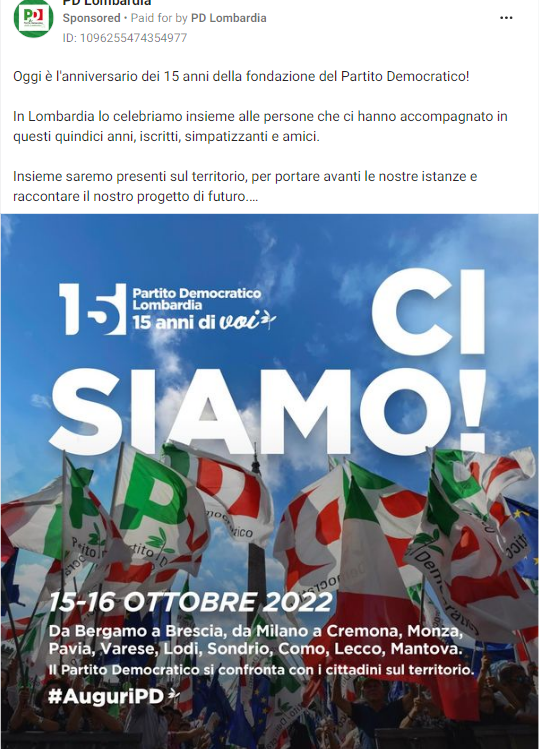 PD Lombardia
Sponsored • Paid for by PD Lombardia
ID: 1096255474354977
Oggi è l'anniversario dei 15 anni della fondazione del Partito Democratico!
In Lombardia lo celebriamo insieme alle persone che ci hanno accompagnato in
questi quindici anni, iscritti, simpatizzanti e amici.
Insieme saremo presenti sul territorio, per portare avanti le nostre istanze e
raccontare il nostro progetto di futuro....
15 Partito Democratico
Lombardia
15 anni di voi
CI
SIAMO!
15-16 OTTOBRE 2022
Da Bergamo a Brescia, da Milano a Cremona, Monza,
Pavia, Varese, Lodi, Sondrio, Como, Lecco, Mantova.
Il Partito Democratico si confronta con i cittadini sul territorio.
#AuguriPD